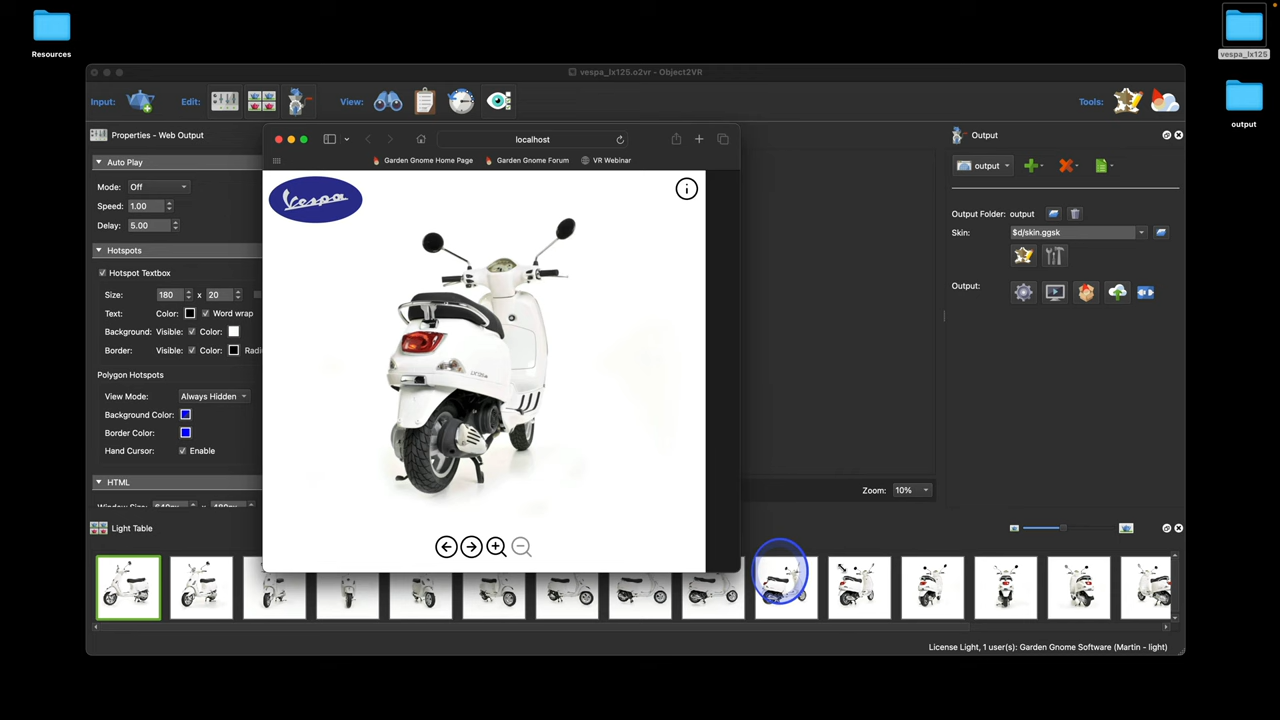 Resources
vespa_lx125
output
vespa_lx125.o2vr - Object2VR
Input:
Edit:
View:
Tools:
Properties - Web Output
Auto Play
Mode: Off
Speed: 1.00
Delay: 5.00
Hotspots
Hotspot Textbox
Size: 180 x 20
Text: Color: Word wrap
Background: Visible: Color:
Border: Visible: Color: Radi
Polygon Hotspots
View Mode: Always Hidden
Background Color:
Border Color:
Hand Cursor: Enable
HTML
localhost
Garden Gnome Home Page
Garden Gnome Forum
VR Webinar
Vespa
Output
output
Output Folder: output
Skin: $d/skin.ggsk
Output:
Zoom: 10%
Light Table
License Light, 1 user(s): Garden Gnome Software (Martin - light)